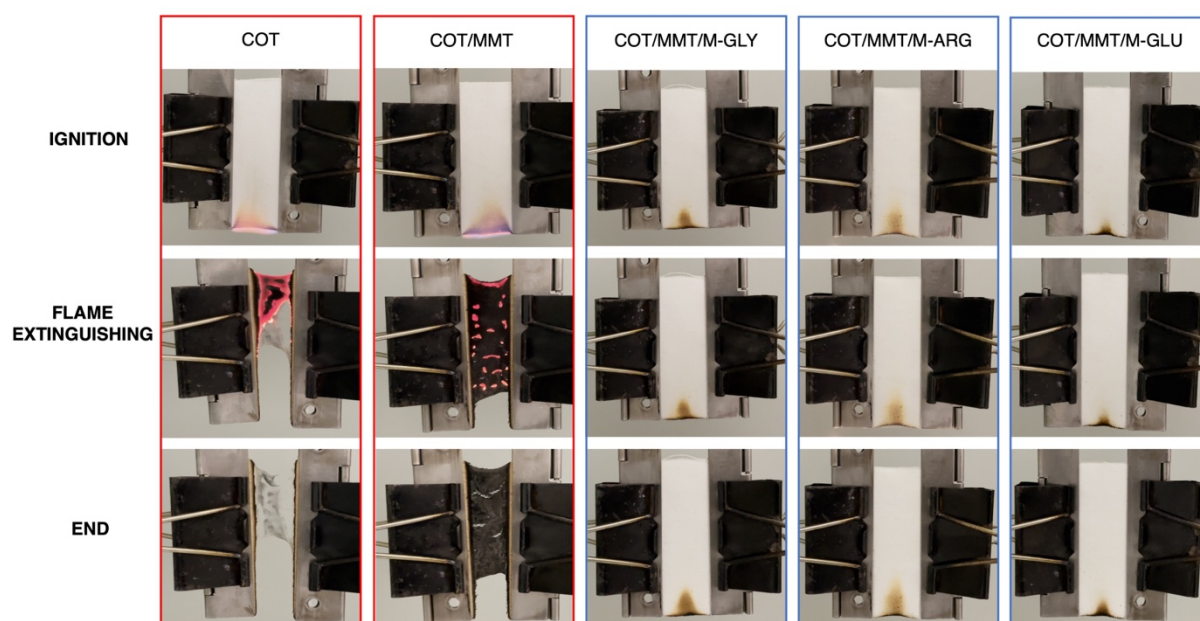 COT
COT/MMT
COT/MMT/M-GLY
COT/MMT/M-ARG
COT/MMT/M-GLU
IGNITION
FLAME
EXTINGUISHING
END